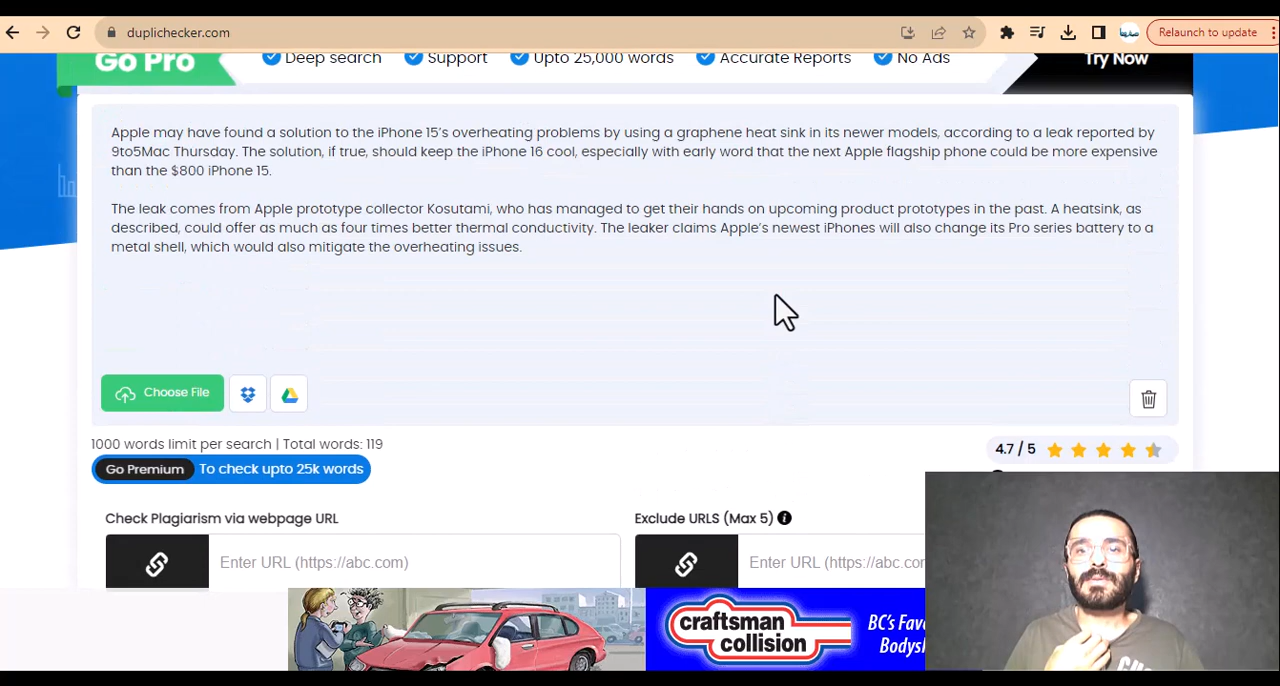 duplichecker.com
Relaunch to update
Go Pro
Deep search
Support
Upto 25,000 words
Accurate Reports
No Ads
Try Now
Apple may have found a solution to the iPhone 15's overheating problems by using a graphene heat sink in its newer models, according to a leak reported by
9to5Mac Thursday. The solution, if true, should keep the iPhone 16 cool, especially with early word that the next Apple flagship phone could be more expensive
than the $800 iPhone 15.
The leak comes from Apple prototype collector Kosutami, who has managed to get their hands on upcoming product prototypes in the past. A heatsink, as
described, could offer as much as four times better thermal conductivity. The leaker claims Apple's newest iPhones will also change its Pro series battery to a
metal shell, which would also mitigate the overheating issues.
Choose File
1000 words limit per search | Total words: 119
4.7 / 5
Go Premium To check upto 25k words
Check Plagiarism via webpage URL
Exclude URLS (Max 5)
Enter URL (https://abc.com)
Enter URL (https://abc.co
craftsman
collision
BC's Fav
Bodysh